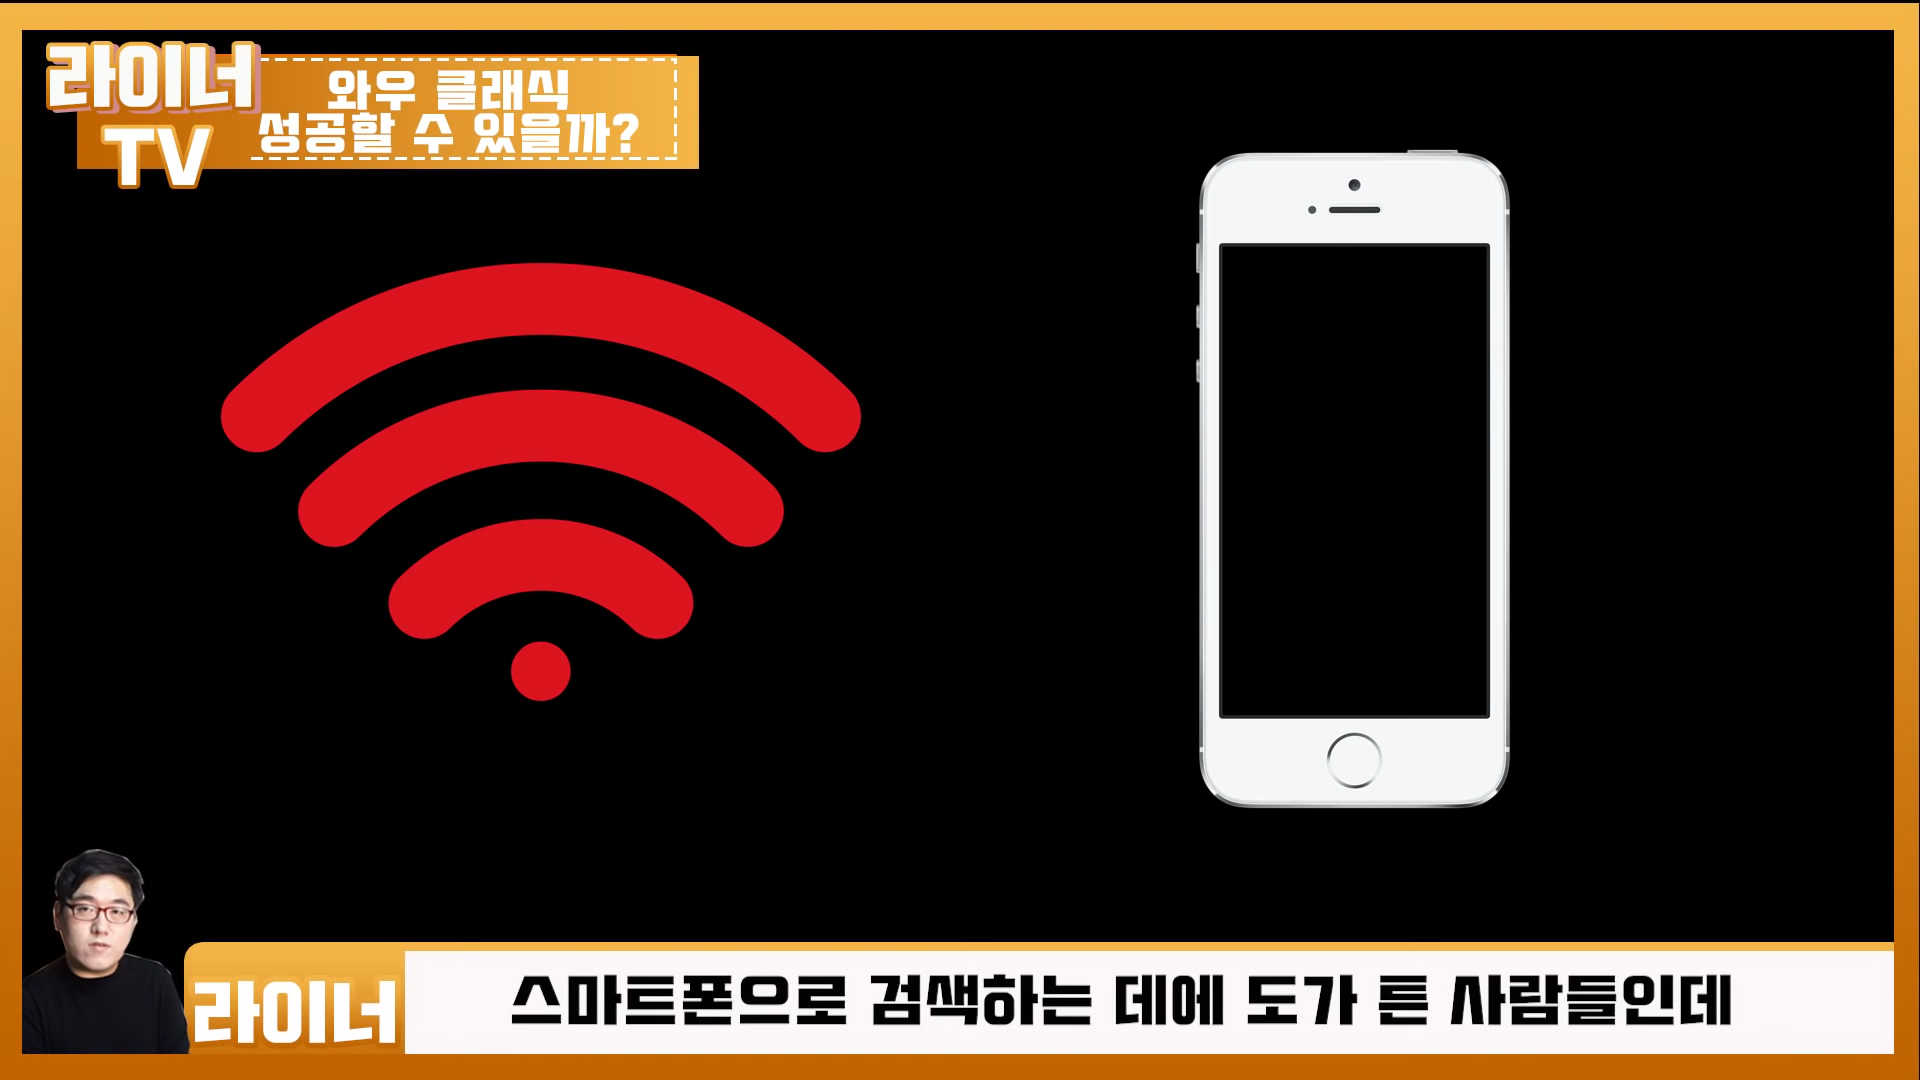 라이너
TV
와우 클래식
성공할 수 있을까?
라이너
스마트폰으로 검색하는 데에 도가 튼 사람들인데